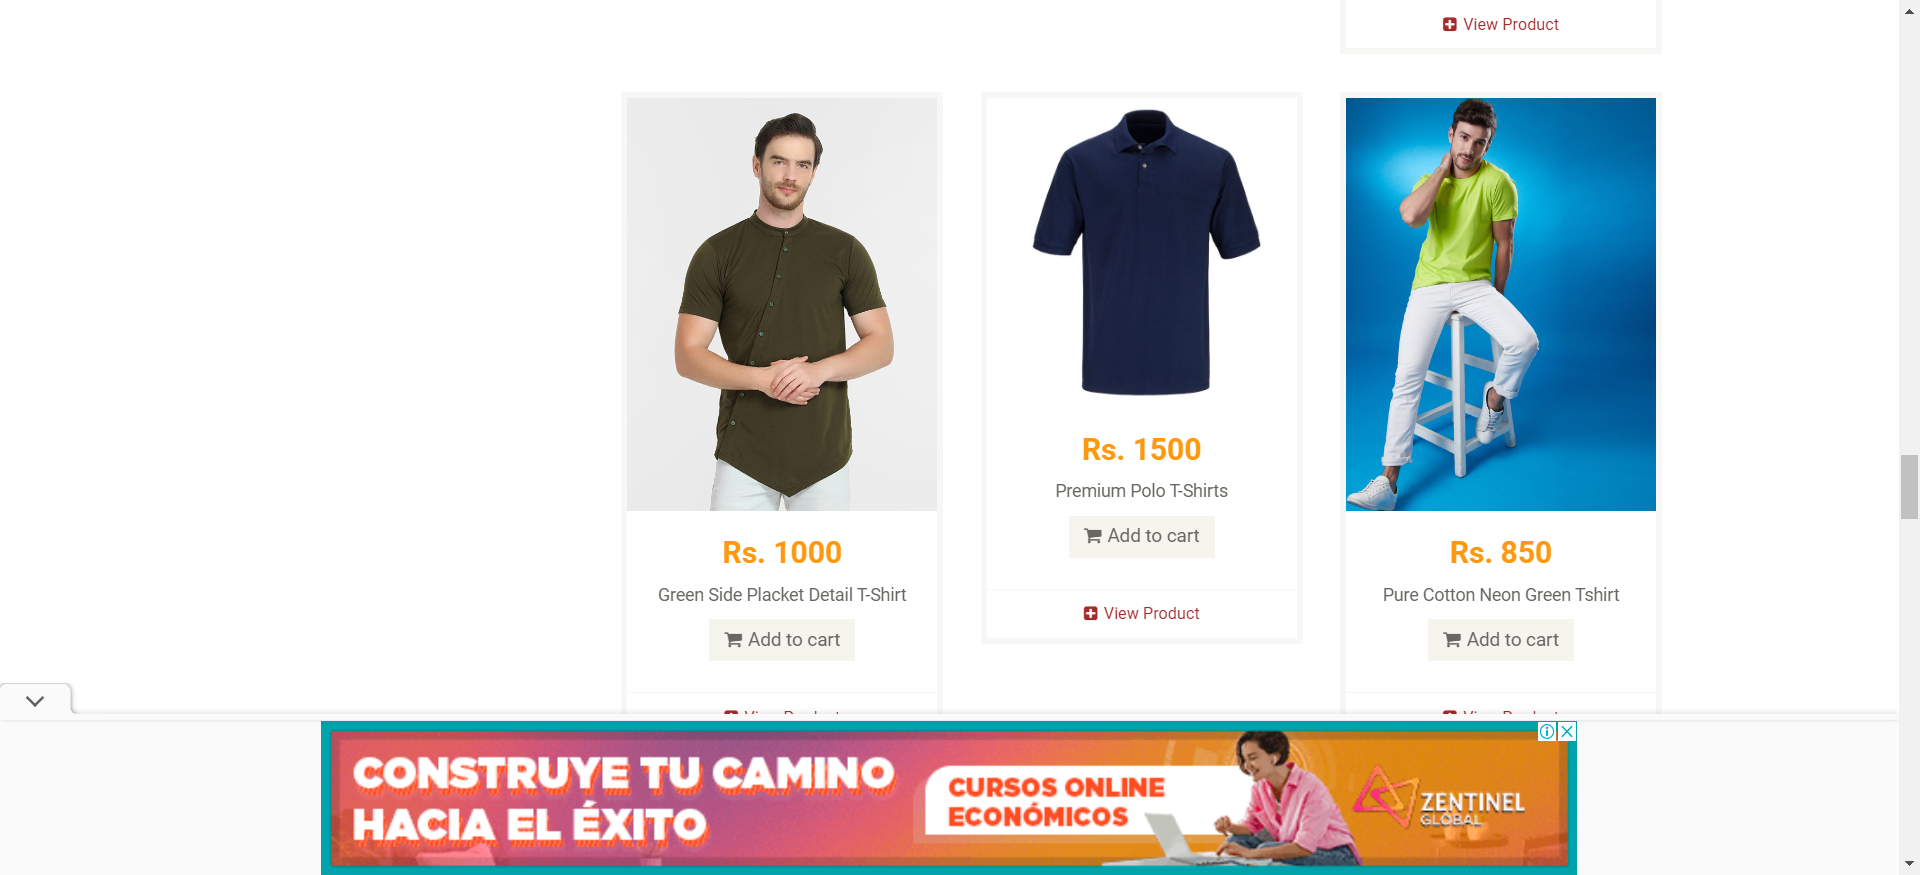 View Product
Rs. 1000
Green Side Placket Detail T-Shirt
Add to cart
Rs. 1500
Premium Polo T-Shirts
Add to cart
View Product
Rs. 850
Pure Cotton Neon Green Tshirt
Add to cart
CONSTRUYE TU CAMINO
HACIA EL ÉXITO
CURSOS ONLINE
ECONÓMICOS
ZENTINEL
GLOBAL